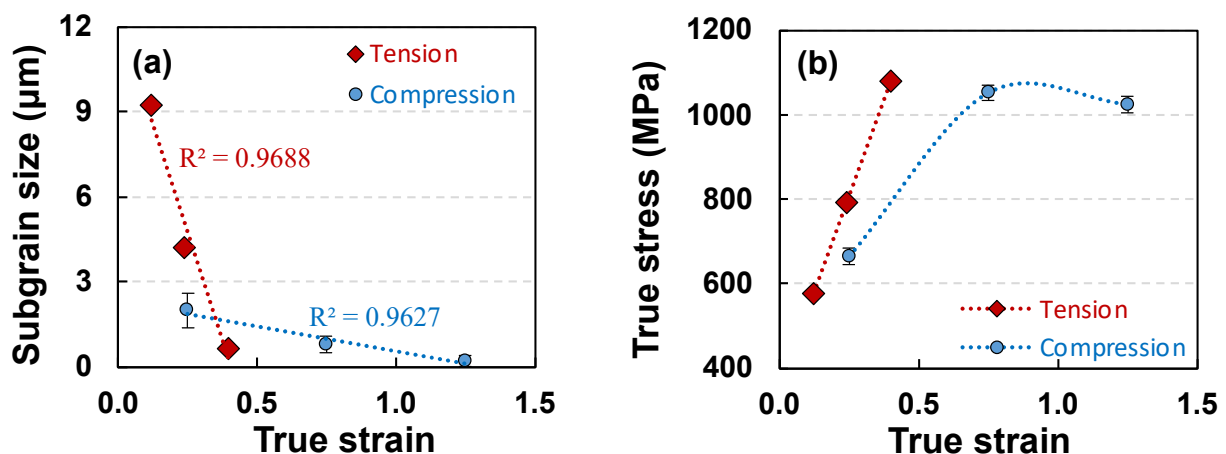 (a)
Subgrain size (μm)
12
9
6
3
0
Tension
Compression
R² = 0.9688
R² = 0.9627
0.0 0.5 1.0 1.5
True strain
(b)
True stress (MPa)
1200
1000
800
600
400
Tension
Compression
0.0 0.5 1.0 1.5
True strain